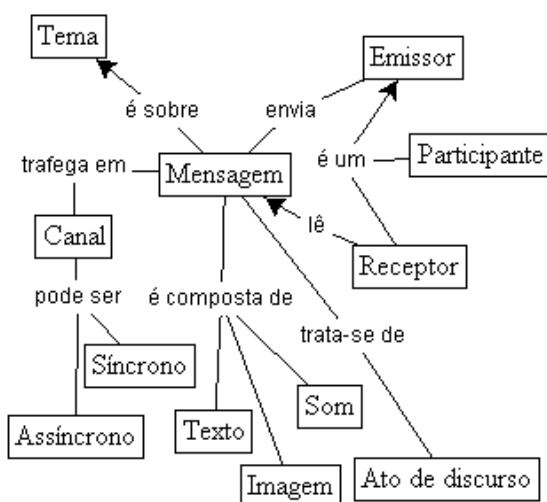 Tema
Emissor
é sobre
envia
trafega em
Mensagem
é um
Participante
Canal
lê
Receptor
pode ser
é composta de
trata-se de
Síncrono
Assíncrono
Texto
Som
Imagem
Ato de discurso